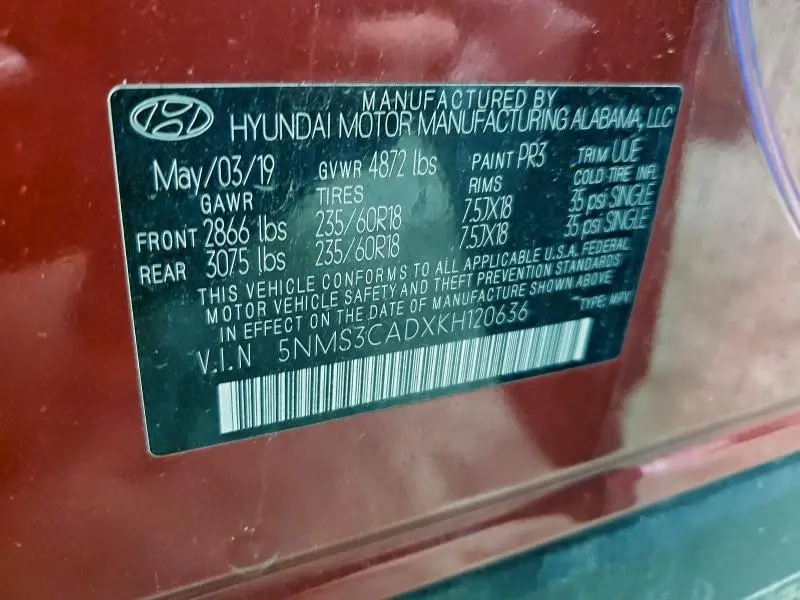 MANUFACTURED BY
HYUNDAI MOTOR MANUFACTURING ALABAMA, LLC
May/03/19 GVWR 4872 lbs PAINT PR3 TRIM UUE
GAWR TIRES RIMS COLD TIRE INFL
FRONT 2866 lbs 235/60R18 7.5JX18 35 psi SINGLE
REAR 3075 lbs 235/60R18 7.5JX18 35 psi SINGLE
THIS VEHICLE CONFORMS TO ALL APPLICABLE U.S.A. FEDERAL
MOTOR VEHICLE SAFETY AND THEFT PREVENTION STANDARDS
IN EFFECT ON THE DATE OF MANUFACTURE SHOWN ABOVE
V.I.N 5NMS3CADXKH120636 TYPE: MPV